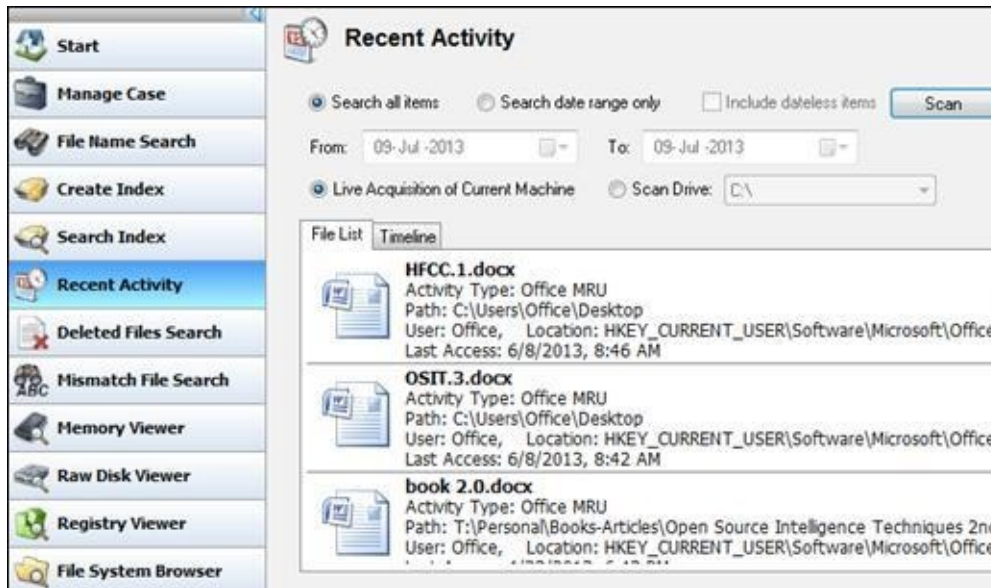 Start
Manage Case
File Name Search
Create Index
Search Index
Recent Activity
Deleted Files Search
Mismatch File Search
Memory Viewer
Raw Disk Viewer
Registry Viewer
File System Browser
Recent Activity
Search all items Search date range only Include dateless items Scan
From: 09-Jul-2013 To: 09-Jul-2013
Live Acquisition of Current Machine Scan Drive: C:\
File List Timeline
HFCC.1.docx
Activity Type: Office MRU
Path: C:\Users\Office\Desktop
User: Office, Location: HKEY_CURRENT_USER\Software\Microsoft\Office
Last Access: 6/8/2013, 8:46 AM
OSIT.3.docx
Activity Type: Office MRU
Path: C:\Users\Office\Desktop
User: Office, Location: HKEY_CURRENT_USER\Software\Microsoft\Office
Last Access: 6/8/2013, 8:42 AM
book 2.0.docx
Activity Type: Office MRU
Path: T:\Personal\Books-Articles\Open Source Intelligence Techniques 2n
User: Office, Location: HKEY_CURRENT_USER\Software\Microsoft\Office